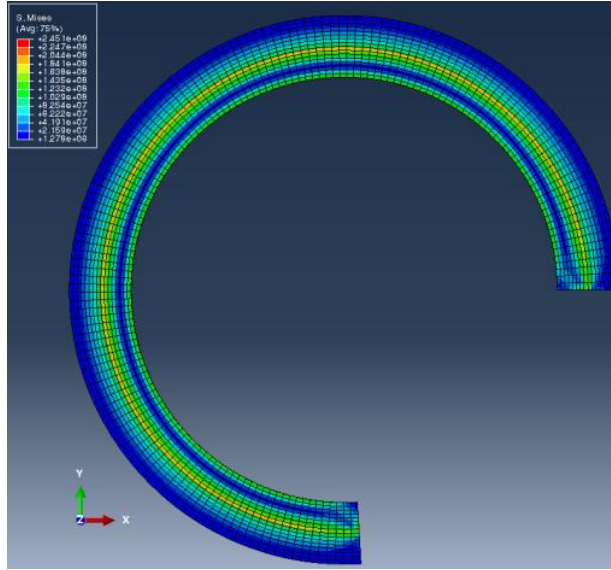 S, Mises
(Avg: 75%)
+2.451e+08
+2.247e+08
+2.044e+08
+1.841e+08
+1.638e+08
+1.435e+08
+1.232e+08
+1.029e+08
+8.254e+07
+6.222e+07
+4.191e+07
+2.159e+07
+1.278e+06
Y
Z
X